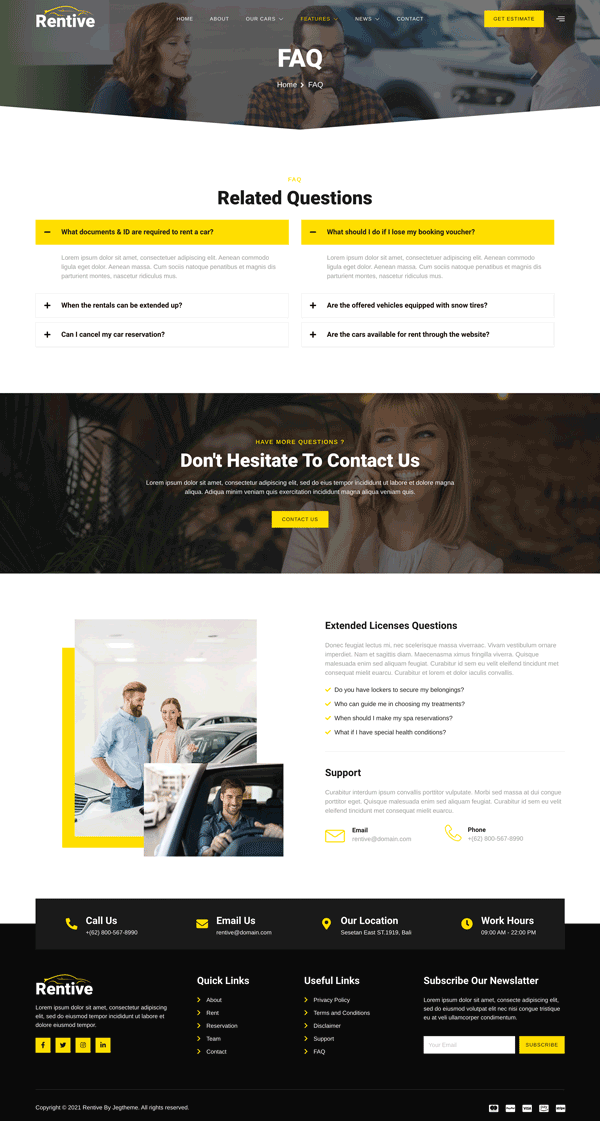 Rentive
HOME
ABOUT
OUR CARS
FEATURES
NEWS
CONTACT
GET ESTIMATE
FAQ
Home
FAQ
FAQ
Related Questions
What documents & ID are required to rent a car?
Lorem ipsum dolor sit amet, consectetuer adipiscing elit. Aenean commodo
ligula eget dolor. Aenean massa. Cum sociis natoque penatibus et magnis dis
parturient montes, nascetur ridiculus mus.
When the rentals can be extended up?
Can I cancel my car reservation?
What should I do if I lose my booking voucher?
Lorem ipsum dolor sit amet, consectetuer adipiscing elit. Aenean commodo
ligula eget dolor. Aenean massa. Cum sociis natoque penatibus et magnis dis
parturient montes, nascetur ridiculus mus.
Are the offered vehicles equipped with snow tires?
Are the cars available for rent through the website?
HAVE MORE QUESTIONS ?
Don't Hesitate To Contact Us
Lorem ipsum dolor sit amet, consectetur adipiscing elit, sed do eius tempor incididunt ut labore et dolore magna
aliqua. Adiqua minim veniam quis exercitation incididunt magna aliqua veniam quis.
CONTACT US
Extended Licenses Questions
Donec feugiat lectus mi, nec scelerisque massa viverraac. Vivam vestibulum ornare
imperdiet. Nam et sagittis diam. Maecenasma ximus fringilla viverra. Quisque
malesuada enim sed aliquam feugiat. Curabitur id sem eu velit eleifend tincidunt met
consequat mielit euarcu. Curabitur et lorem et dolor iaculis convallis.
Do you have lockers to secure my belongings?
Who can guide me in choosing my treatments?
When should I make my spa reservations?
What if I have special health conditions?
Support
Curabitur interdum ipsum convallis porttitor vulputate. Morbi sed massa at dui congue
porttitor eget. Quisque malesuada enim sed aliquam feugiat. Curabitur id sem eu velit
eleifend tincidunt met consequat mielit euarcu.
Email
rentive@domain.com
Phone
+(62) 800-567-8990
Call Us
+(62) 800-567-8990
Email Us
rentive@domain.com
Our Location
Sesetan East ST.1919, Bali
Work Hours
09:00 AM - 22:00 PM
Rentive
Lorem ipsum dolor sit amet, consectetur adipiscing
elit, sed do eiusmod tempor incididunt ut labore et
dolore eiusmod tempor.
Quick Links
About
Rent
Reservation
Team
Contact
Useful Links
Privacy Policy
Terms and Conditions
Disclaimer
Support
FAQ
Subscribe Our Newslatter
Lorem ipsum dolor sit amet, consecte adipiscing elit,
sed do eiusmod volutpat elit nec nisi congue tristique
eu at veli ullamcorper condimentum.
Your Email
SUBSCRIBE
Copyright © 2021 Rentive By Jegtheme. All rights reserved.